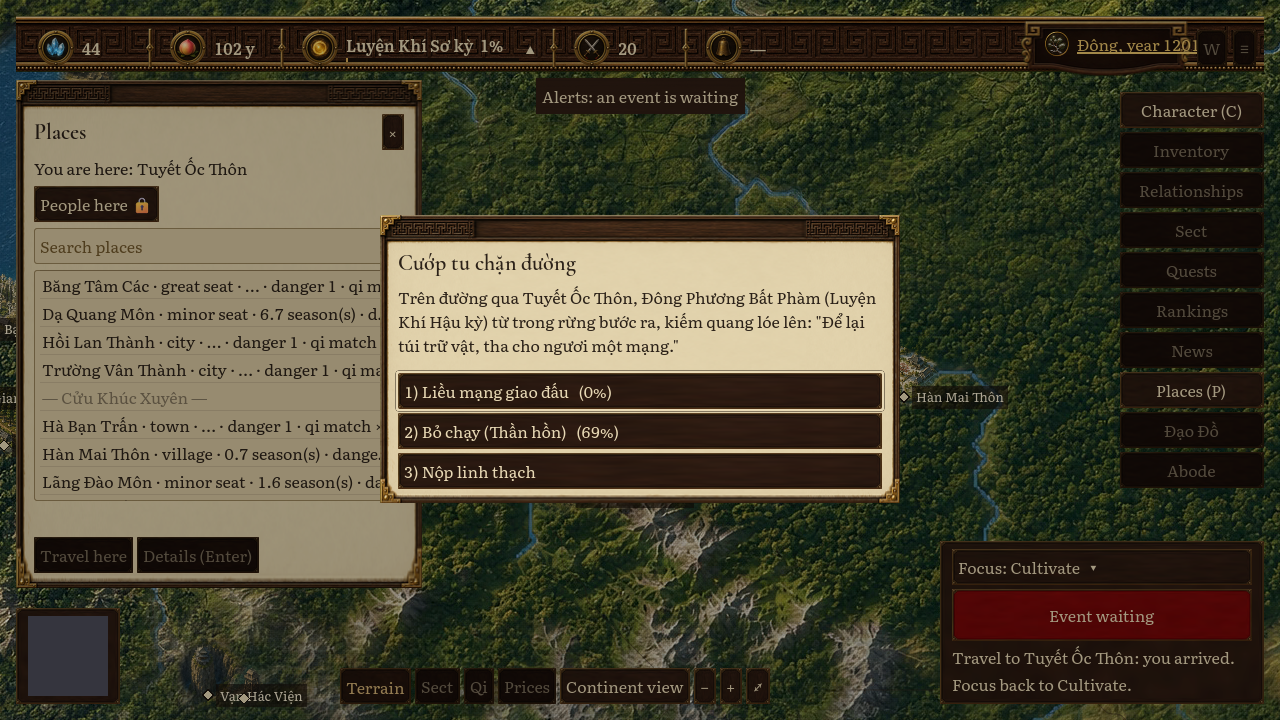 44
102 y
Luyện Khí Sơ kỳ 1%
▲
20
I
—
Đông, year 1201
W
≡
Alerts: an event is waiting
Places
×
You are here: Tuyết Ốc Thôn
People here 🔒
Search places
Băng Tâm Các · great seat · ... · danger 1 · qi m
Dạ Quang Môn · minor seat · 6.7 season(s) · d.
Hồi Lan Thành · city · ... · danger 1 · qi match
Trường Vân Thành · city · ... · danger 1 · qi ma
— Cửu Khúc Xuyên —
Hà Bạn Trấn · town · ... · danger 1 · qi match ›
Hàn Mai Thôn · village · 0.7 season(s) · dange.
Lãng Đào Môn · minor seat · 1.6 season(s) · da
Travel here
Details (Enter)
Cướp tu chặn đường
Trên đường qua Tuyết Ốc Thôn, Đông Phương Bất Phàm (Luyện
Khí Hậu kỳ) từ trong rừng bước ra, kiếm quang lóe lên: "Để lại
túi trữ vật, tha cho ngươi một mạng."
1) Liều mạng giao đấu (0%)
2) Bỏ chạy (Thần hồn) (69%)
3) Nộp linh thạch
Character (C)
Inventory
Relationships
Sect
Quests
Rankings
News
Places (P)
Đạo Đồ
Abode
Hàn Mai Thôn
Focus: Cultivate ▾
Event waiting
Travel to Tuyết Ốc Thôn: you arrived.
Focus back to Cultivate.
Hác Viện
Terrain
Sect
Qi
Prices
Continent view
−
+
⤢